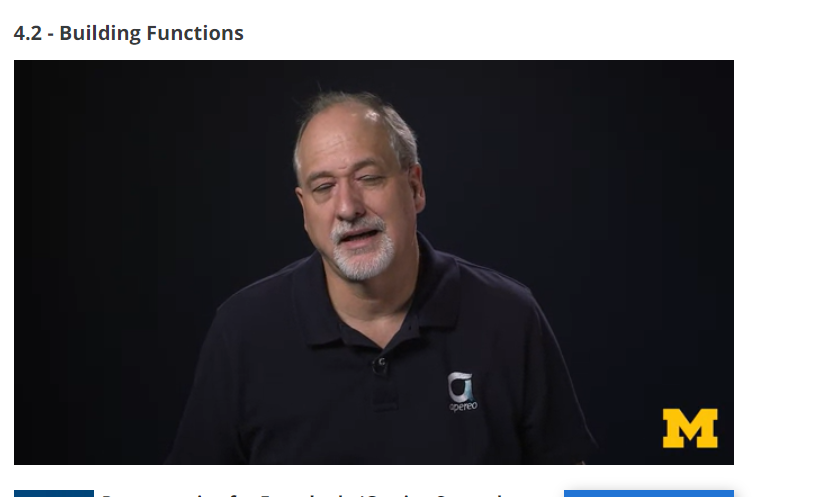 4.2 - Building Functions
apereo
M